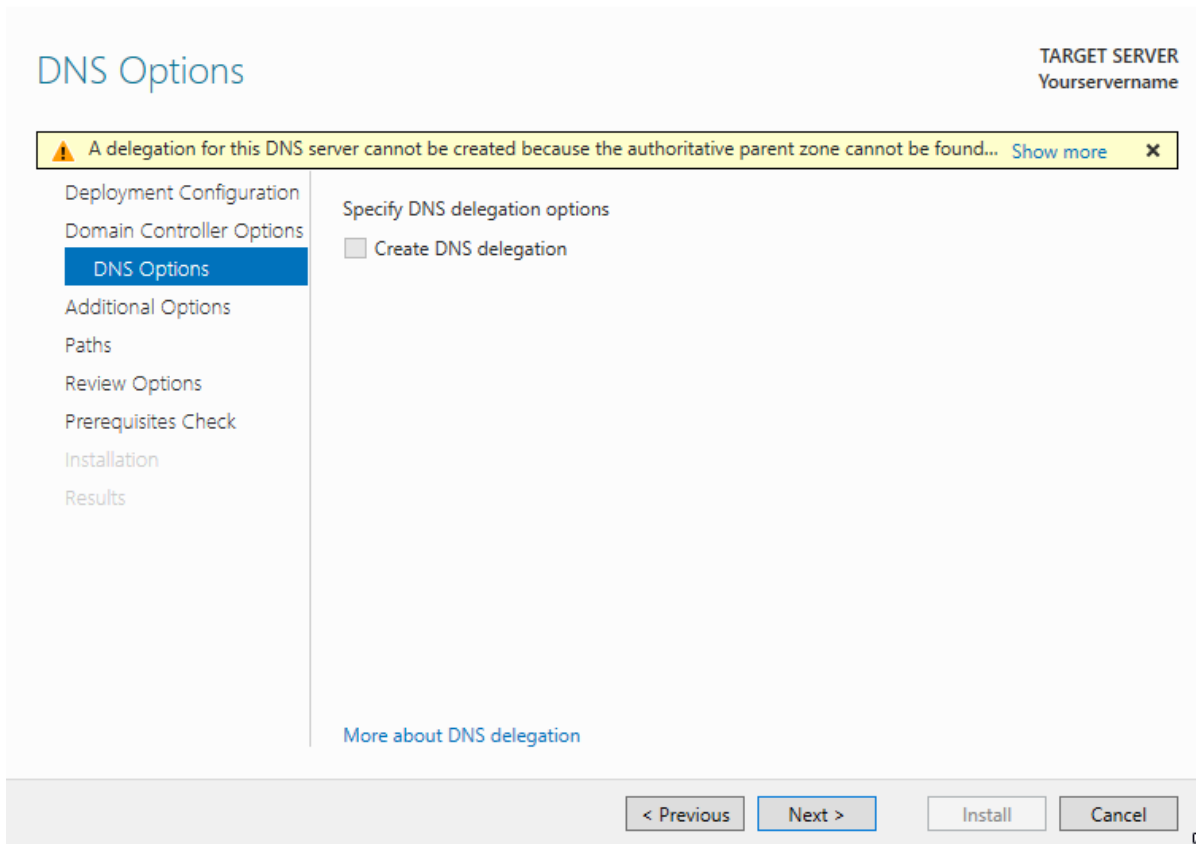 DNS Options
TARGET SERVER
Yourservername
A delegation for this DNS server cannot be created because the authoritative parent zone cannot be found... Show more
Deployment Configuration
Domain Controller Options
DNS Options
Additional Options
Paths
Review Options
Prerequisites Check
Installation
Results
Specify DNS delegation options
Create DNS delegation
More about DNS delegation
< Previous
Next >
Install
Cancel